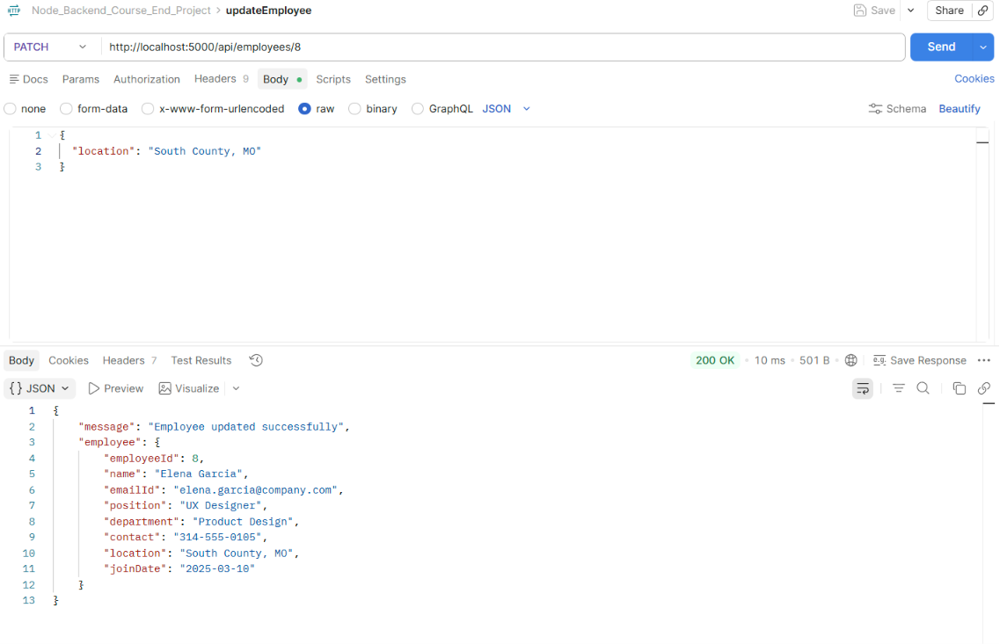 HTTP Node_Backend_Course_End_Project > updateEmployee Save Share
PATCH http://localhost:5000/api/employees/8 Send
Docs Params Authorization Headers 9 Body Scripts Settings Cookies
none form-data x-www-form-urlencoded raw binary GraphQL JSON Schema Beautify
1 {
2 "location": "South County, MO"
3 }
Body Cookies Headers 7 Test Results 200 OK • 10 ms • 501 B e.g. Save Response
{} JSON Preview Visualize
1 {
2 "message": "Employee updated successfully",
3 "employee": {
4 "employeeId": 8,
5 "name": "Elena Garcia",
6 "emailId": "elena.garcia@company.com",
7 "position": "UX Designer",
8 "department": "Product Design",
9 "contact": "314-555-0105",
10 "location": "South County, MO",
11 "joinDate": "2025-03-10"
12 }
13 }